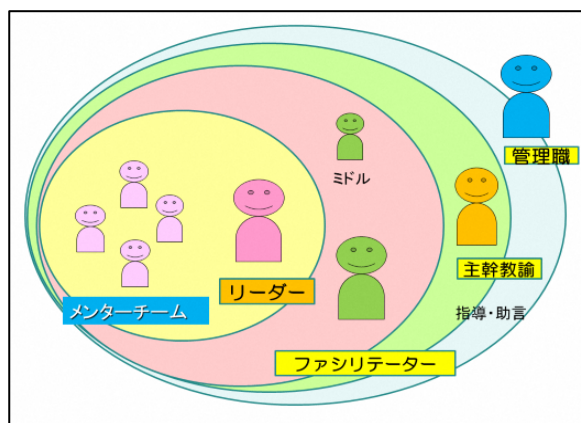 管理職
ミドル
主幹教諭
リーダー
メンターチーム
指導・助言
ファシリテーター